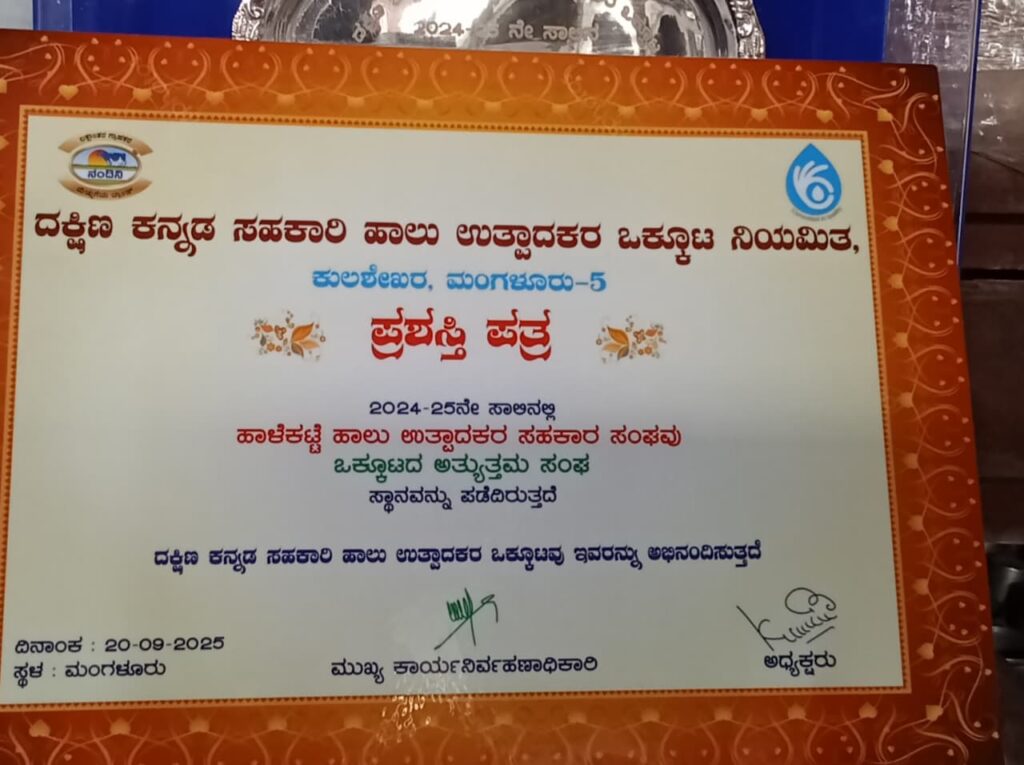 2024-25 ನೇ ಸಾಲಿನ
ನಂದಿನಿ
ದಕ್ಷಿಣ ಕನ್ನಡ ಸಹಕಾರಿ ಹಾಲು ಉತ್ಪಾದಕರ ಒಕ್ಕೂಟ ನಿಯಮಿತ,
ಕುಲಶೇಖರ, ಮಂಗಳೂರು-5
ಪ್ರಶಸ್ತಿ ಪತ್ರ
2024-25ನೇ ಸಾಲಿನಲ್ಲಿ
ಹಾಳೆಕಟ್ಟೆ ಹಾಲು ಉತ್ಪಾದಕರ ಸಹಕಾರ ಸಂಘವು
ಒಕ್ಕೂಟದ ಅತ್ಯುತ್ತಮ ಸಂಘ
ಸ್ಥಾನವನ್ನು ಪಡೆದಿರುತ್ತದೆ
ದಕ್ಷಿಣ ಕನ್ನಡ ಸಹಕಾರಿ ಹಾಲು ಉತ್ಪಾದಕರ ಒಕ್ಕೂಟವು ಇವರನ್ನು ಅಭಿನಂದಿಸುತ್ತದೆ
ದಿನಾಂಕ : 20-09-2025
ಸ್ಥಳ : ಮಂಗಳೂರು
ಮುಖ್ಯ ಕಾರ್ಯನಿರ್ವಹಣಾಧಿಕಾರಿ
ಅಧ್ಯಕ್ಷರು